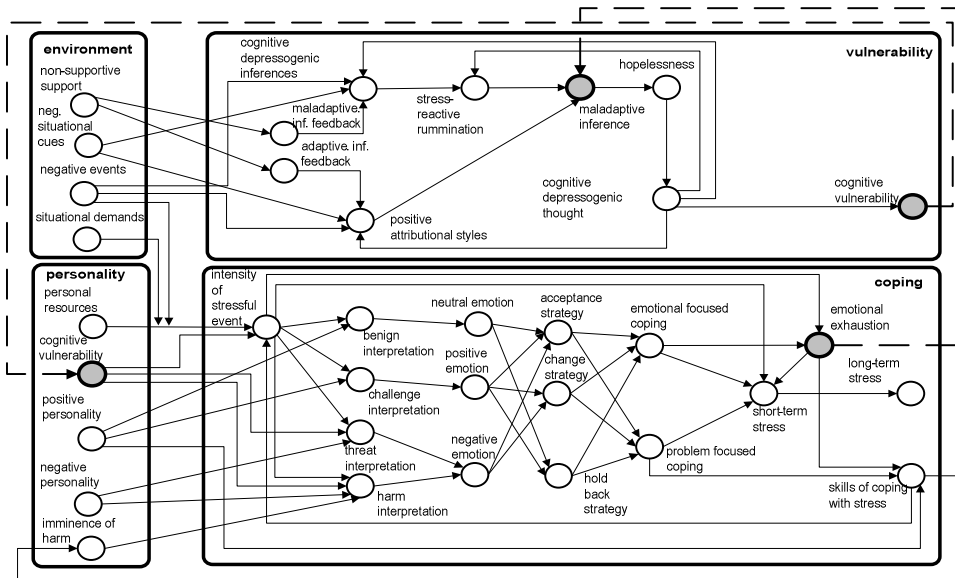 environment
non-supportive
support
neg.
situational
cues
negative events
situational demands
vulnerability
cognitive
depressogenic
inferences
maladaptive.
inf. feedback
adaptive. inf.
feedback
stress-
reactive
rummination
maladaptive
inference
hopelessness
positive
attributional styles
cognitive
depressogenic
thought
cognitive
vulnerability
personality
personal
resources
cognitive
vulnerability
positive
personality
negative
personality
imminence of
harm
coping
intensity
of
stressful
event
benign
interpretation
challenge
interpretation
threat
interpretation
harm
interpretation
neutral emotion
positive
emotion
negative
emotion
acceptance
strategy
change
strategy
hold
back
strategy
emotional focused
coping
problem focused
coping
emotional
exhaustion
short-term
stress
long-term
stress
skills of coping
with stress